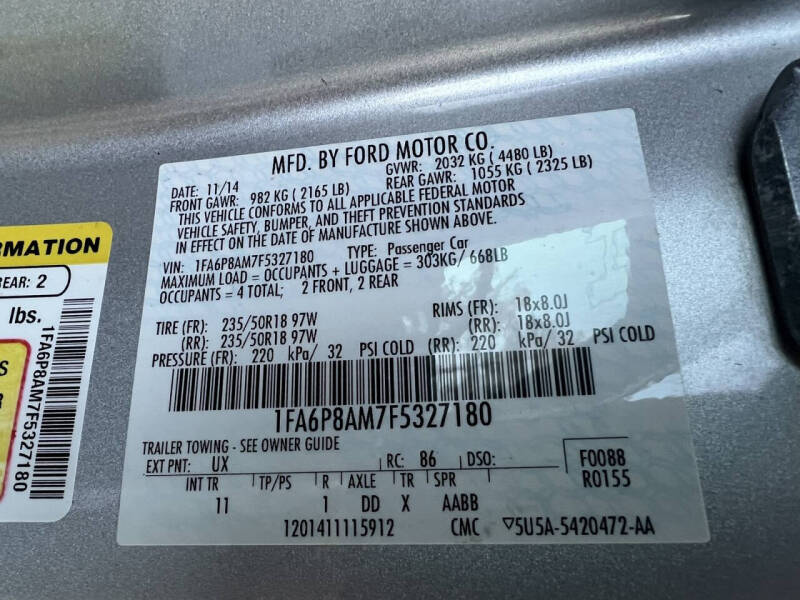 MFD. BY FORD MOTOR CO.
DATE: 11/14 GVWR: 2032 KG ( 4480 LB)
FRONT GAWR: 982 KG ( 2165 LB) REAR GAWR: 1055 KG ( 2325 LB)
THIS VEHICLE CONFORMS TO ALL APPLICABLE FEDERAL MOTOR
VEHICLE SAFETY, BUMPER, AND THEFT PREVENTION STANDARDS
IN EFFECT ON THE DATE OF MANUFACTURE SHOWN ABOVE.
VIN: 1FA6P8AM7F5327180 TYPE: Passenger Car
MAXIMUM LOAD = OCCUPANTS + LUGGAGE = 303KG/ 668LB
OCCUPANTS = 4 TOTAL; 2 FRONT, 2 REAR
TIRE (FR): 235/50R18 97W RIMS (FR): 18x8.0J
(RR): 235/50R18 97W (RR): 18x8.0J
PRESSURE (FR): 220 kPa/ 32 PSI COLD (RR): 220 kPa/ 32 PSI COLD
1FA6P8AM7F5327180
TRAILER TOWING - SEE OWNER GUIDE
EXT PNT: UX RC: 86 DSO: F0088
INT TR TP/PS R AXLE TR SPR R0155
11 1 DD X AABB
1201411115912 CMC ▽5U5A-5420472-AA
RMATION
REAR: 2
lbs.
1FA6P8AM7F5327180
S
R